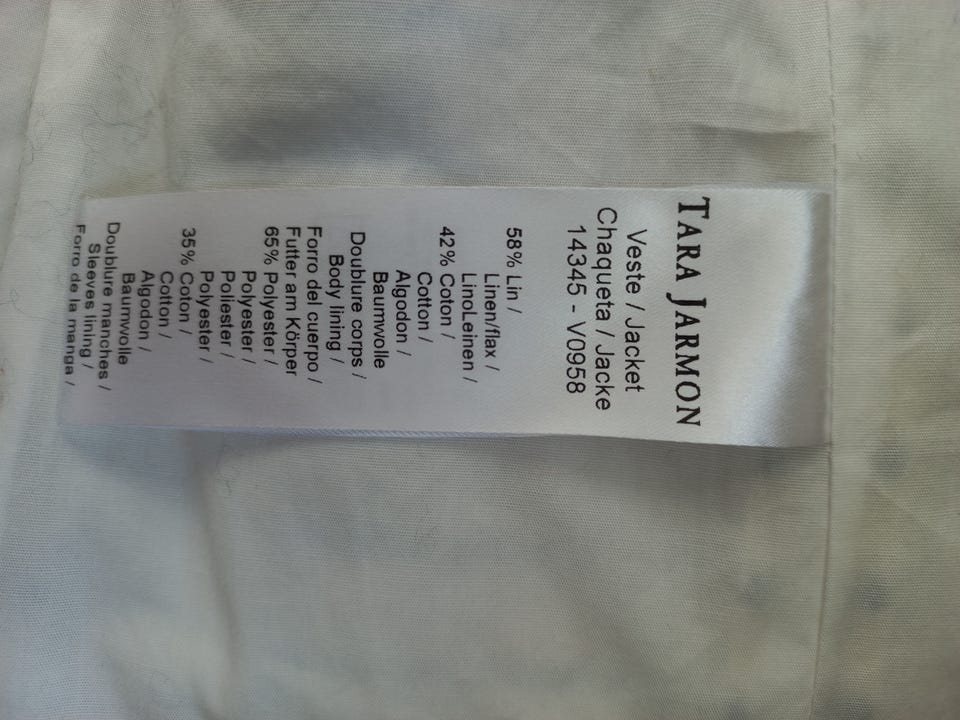 TARA JARMON
Veste / Jacket
Chaqueta / Jacke
14345 - V0958
58% Lin /
Linen/flax /
LinoLeinen /
42% Coton /
Cotton /
Algodon /
Baumwolle
Doublure corps /
Body lining /
Forro del cuerpo /
Futter am Körper
65% Polyester /
Polyester /
Poliester /
Polyester /
35% Coton /
Cotton /
Algodon /
Baumwolle
Doublure manches /
Sleeves lining /
Forro de la manga /